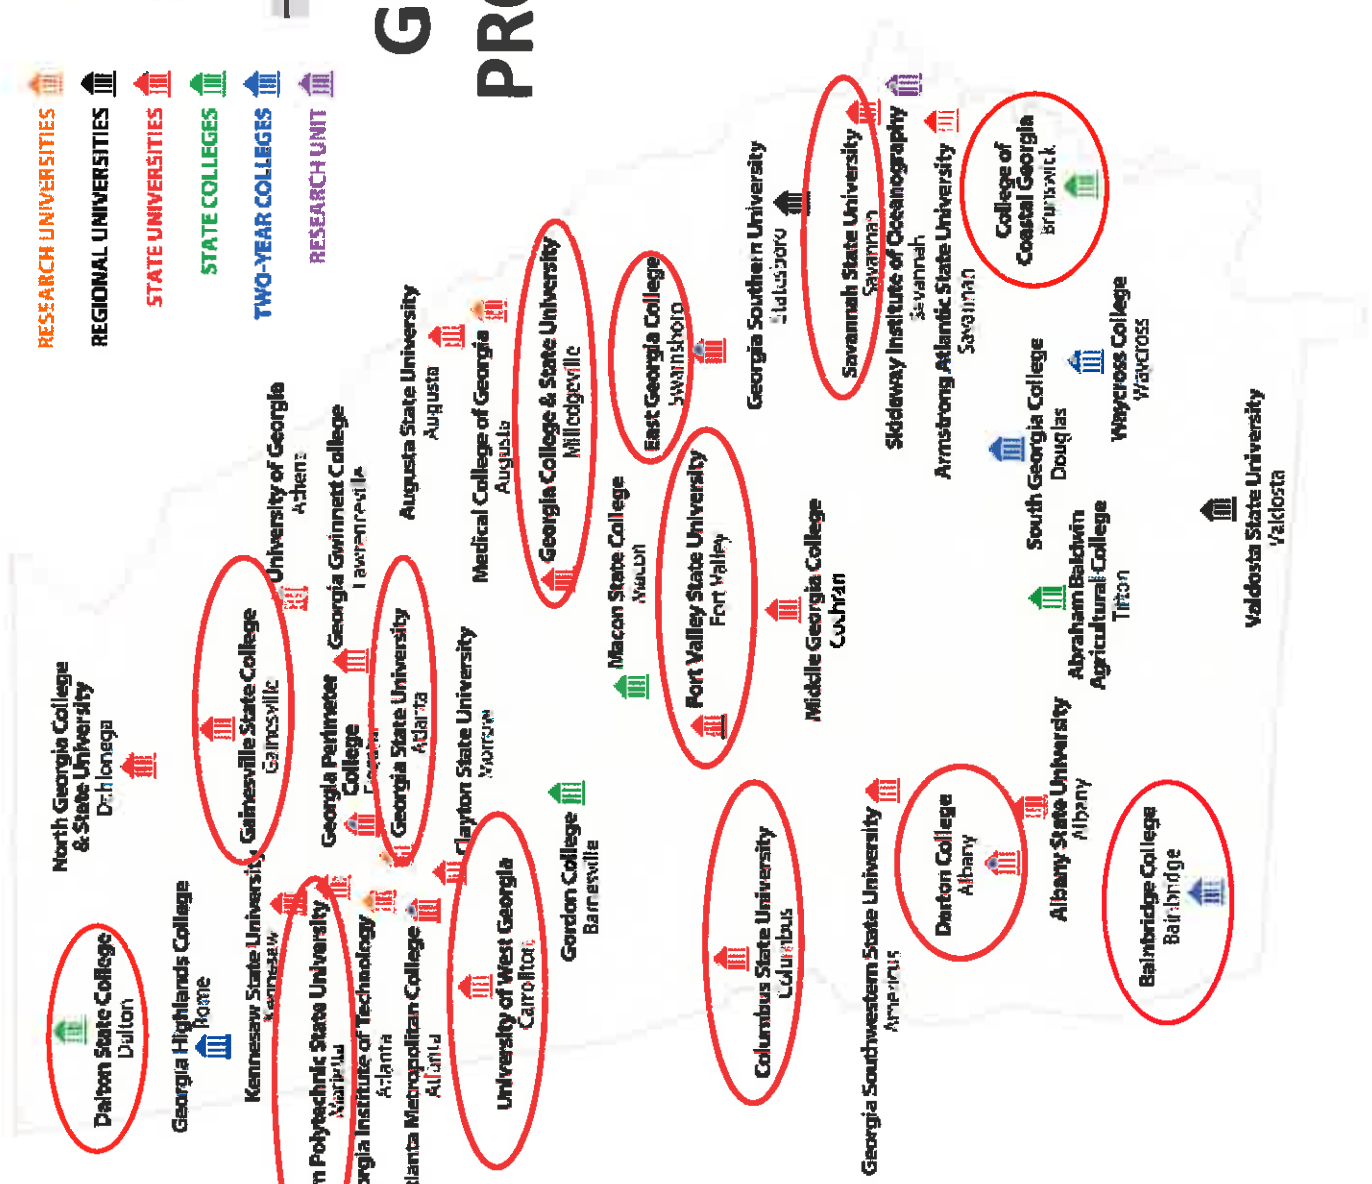 G
PRO
RESEARCH UNIVERSITIES
REGIONAL UNIVERSITIES
STATE UNIVERSITIES
STATE COLLEGES
TWO-YEAR COLLEGES
RESEARCH UNIT
North Georgia College
& State University
Dahlonega
Dalton State College
Dalton
Georgia Highlands College
Rome
Gainesville State College
Gainesville
University of Georgia
Athens
Kennesaw State University
Kennesaw
Georgia Gwinnett College
Lawrenceville
Georgia Perimeter
College
Polytechnic State University
Marietta
Georgia State University
Atlanta
Institute of Technology
Atlanta
Metropolitan College
Atlanta
Augusta State University
Augusta
Clayton State University
Morrow
Medical College of Georgia
Augusta
University of West Georgia
Carrollton
Georgia College & State University
Milledgeville
Gordon College
Barnesville
Macon State College
Macon
East Georgia College
Swainsboro
Fort Valley State University
Fort Valley
Columbus State University
Columbus
Georgia Southern University
Statesboro
Middle Georgia College
Cochran
Savannah State University
Savannah
Skidaway Institute of Oceanography
Savannah
Georgia Southwestern State University
Americus
Armstrong Atlantic State University
Savannah
Darton College
Albany
College of
Coastal Georgia
Brunswick
South Georgia College
Douglas
Albany State University
Albany
Abraham Baldwin
Agricultural College
Tifton
Waycross College
Waycross
Bainbridge College
Bainbridge
Valdosta State University
Valdosta